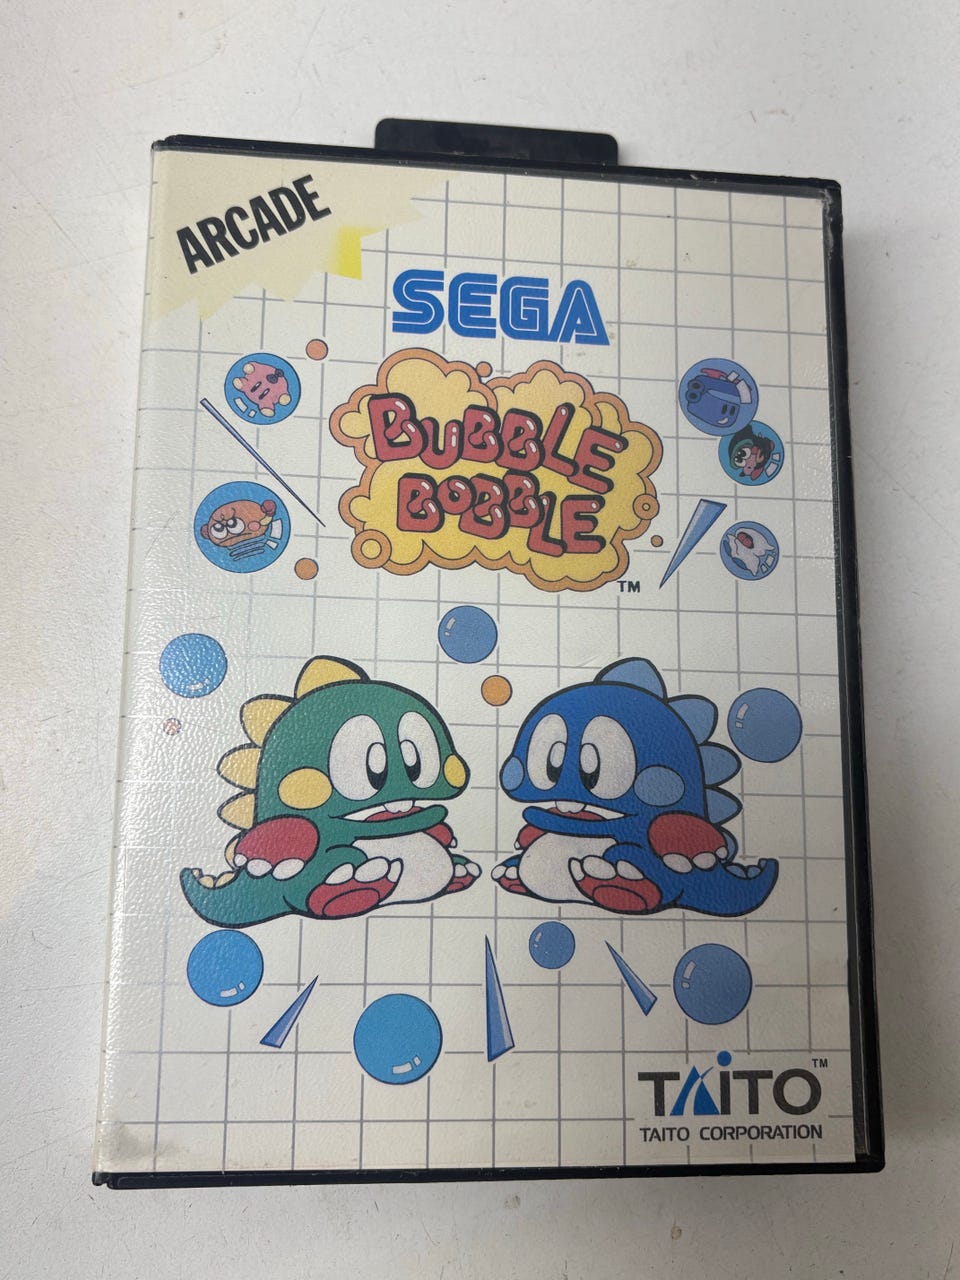 ARCADE
SEGA
BUBBLE
BOBBLE
TM
TAITO
TM
TAITO CORPORATION